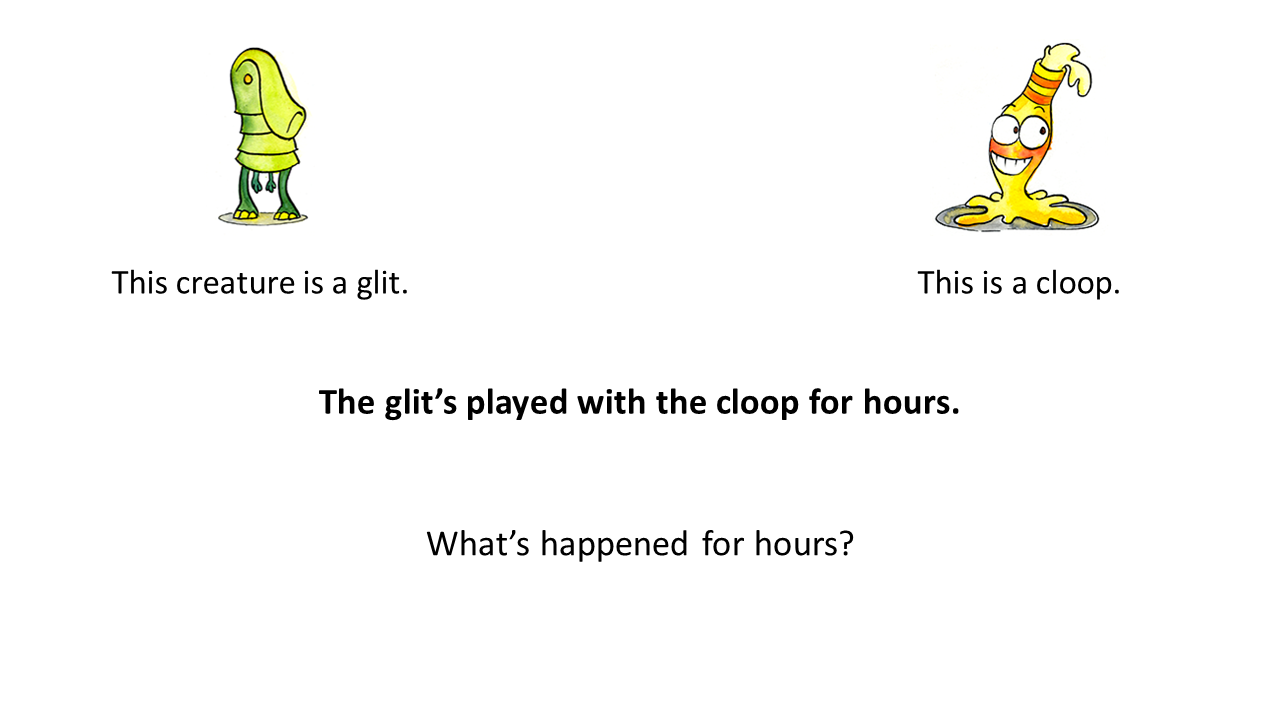 This creature is a glit.
This is a cloop.
The glit’s played with the cloop for hours.
What’s happened for hours?